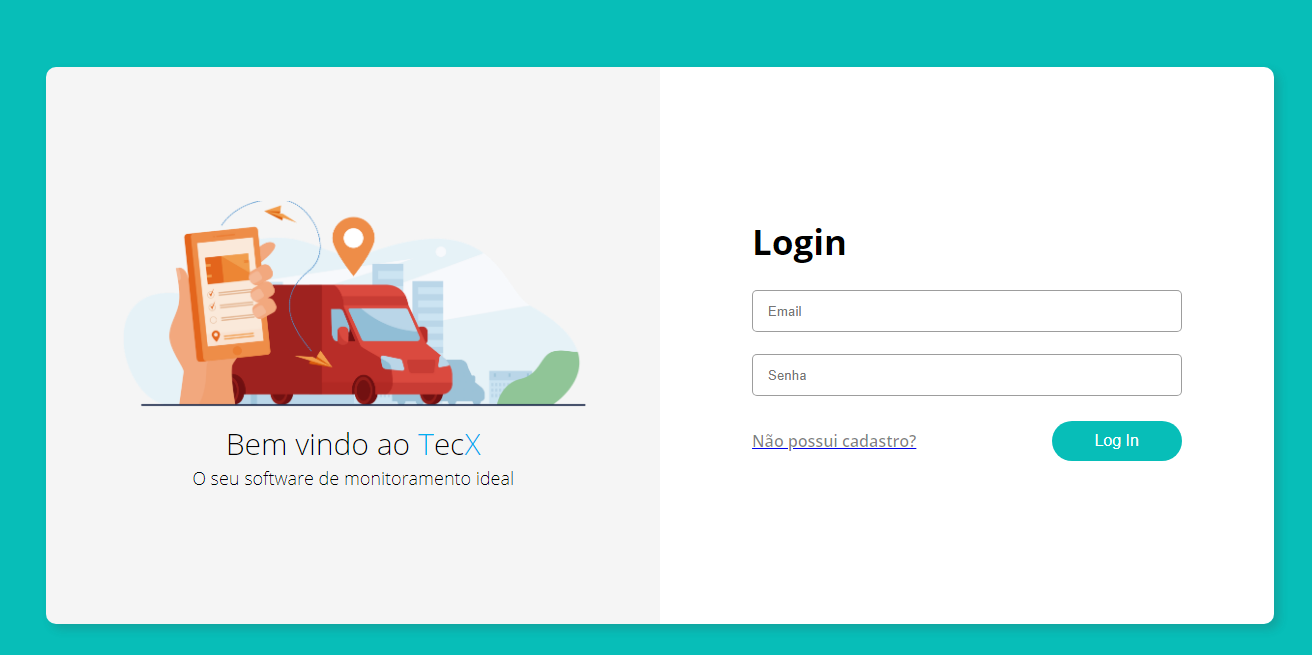 Bem vindo ao TecX
O seu software de monitoramento ideal
Login
Email
Senha
Não possui cadastro?
Log In